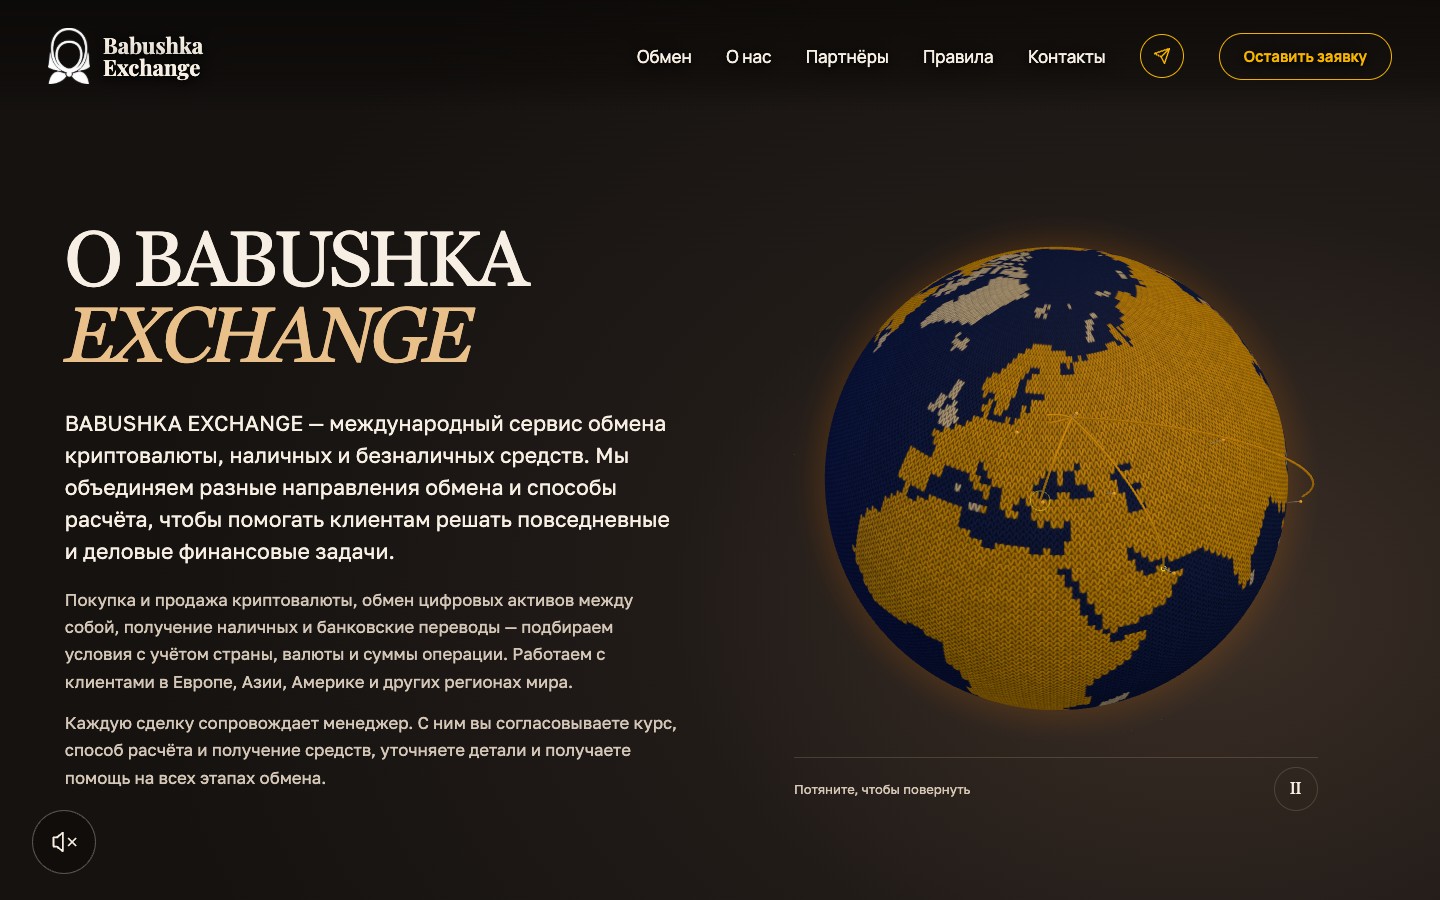 Babushka
Exchange
Обмен
О нас
Партнёры
Правила
Контакты
Оставить заявку
О BABUSHKA
EXCHANGE
BABUSHKA EXCHANGE — международный сервис обмена
криптовалюты, наличных и безналичных средств. Мы
объединяем разные направления обмена и способы
расчёта, чтобы помогать клиентам решать повседневные
и деловые финансовые задачи.
Покупка и продажа криптовалюты, обмен цифровых активов между
собой, получение наличных и банковские переводы — подбираем
условия с учётом страны, валюты и суммы операции. Работаем с
клиентами в Европе, Азии, Америке и других регионах мира.
Каждую сделку сопровождает менеджер. С ним вы согласовываете курс,
способ расчёта и получение средств, уточняете детали и получаете
помощь на всех этапах обмена.
Потяните, чтобы повернуть